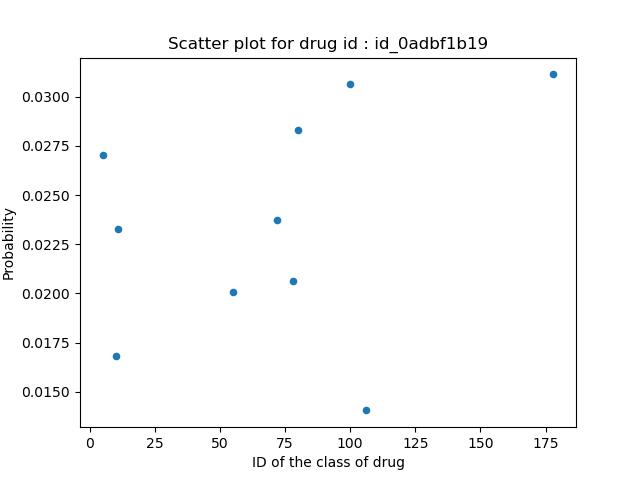 Scatter plot for drug id : id_0adbf1b19
0.0300
0.0275
0.0250
0.0225
0.0200
0.0175
0.0150
Probability
0 25 50 75 100 125 150 175
ID of the class of drug